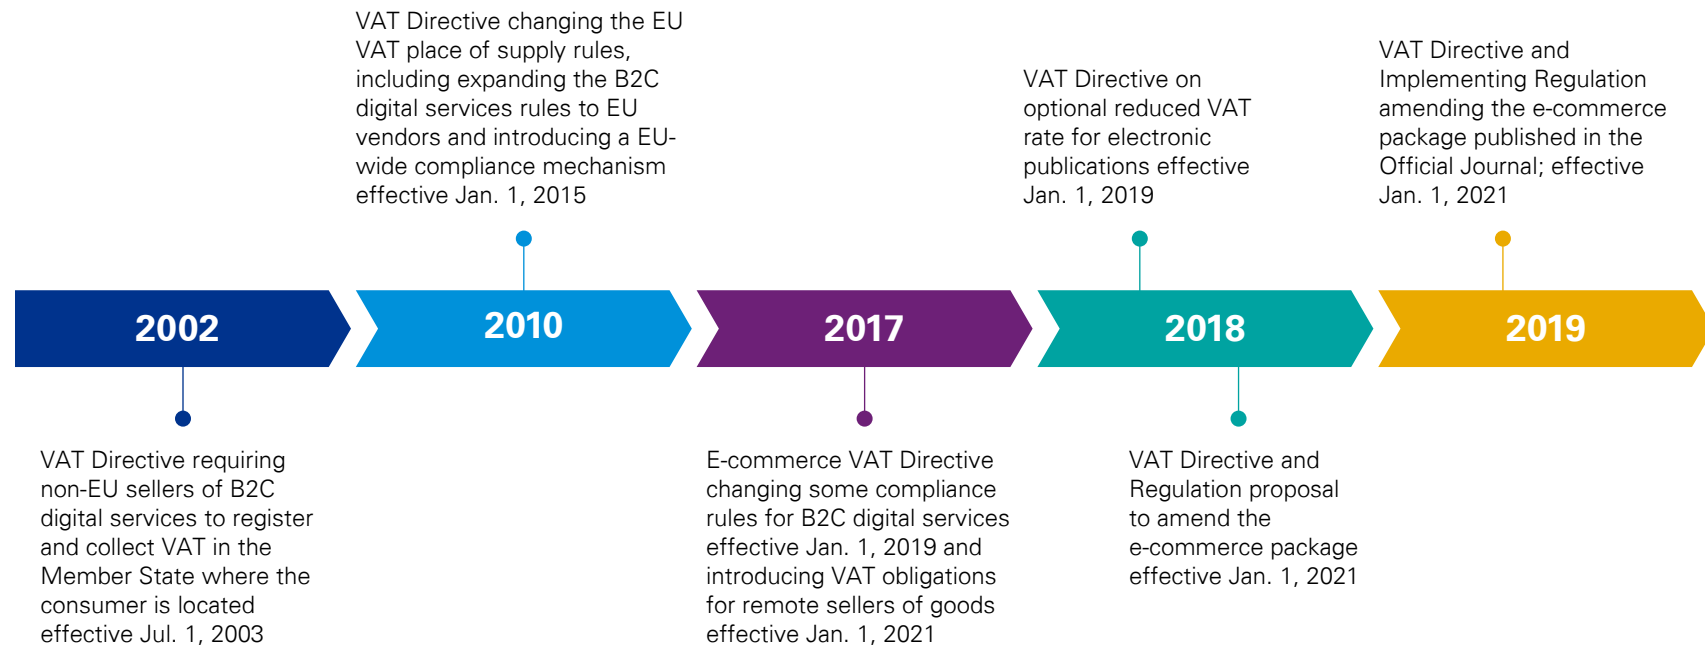 VAT Directive changing the EU
VAT place of supply rules,
including expanding the B2C
digital services rules to EU
vendors and introducing a EU-
wide compliance mechanism
effective Jan. 1, 2015
VAT Directive on
optional reduced VAT
rate for electronic
publications effective
Jan. 1, 2019
VAT Directive and
Implementing Regulation
amending the e-commerce
package published in the
Official Journal; effective
Jan. 1, 2021
2002
2010
2017
2018
2019
VAT Directive requiring
non-EU sellers of B2C
digital services to register
and collect VAT in the
Member State where the
consumer is located
effective Jul. 1, 2003
E-commerce VAT Directive
changing some compliance
rules for B2C digital services
effective Jan. 1, 2019 and
introducing VAT obligations
for remote sellers of goods
effective Jan. 1, 2021
VAT Directive and
Regulation proposal
to amend the
e-commerce package
effective Jan. 1, 2021